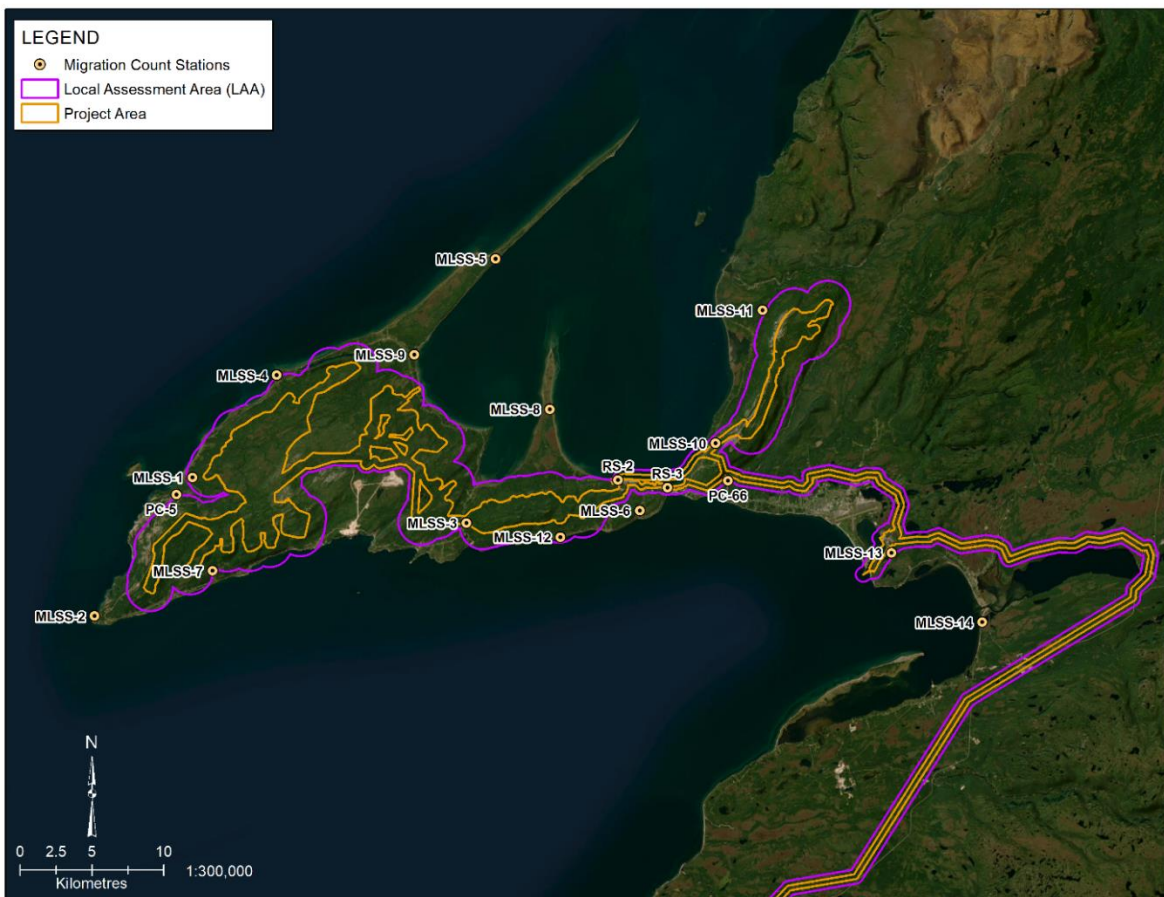 LEGEND
Migration Count Stations
Local Assessment Area (LAA)
Project Area
MLSS-5
MLSS-11
MLSS-9
MLSS-4
MLSS-8
MLSS-10
MLSS-1
RS-2
RS-3
PC-66
PC-5
MLSS-6
MLSS-3
MLSS-12
MLSS-13
MLSS-7
MLSS-2
MLSS-14
N
0 2.5 5 10
1:300,000
Kilometres